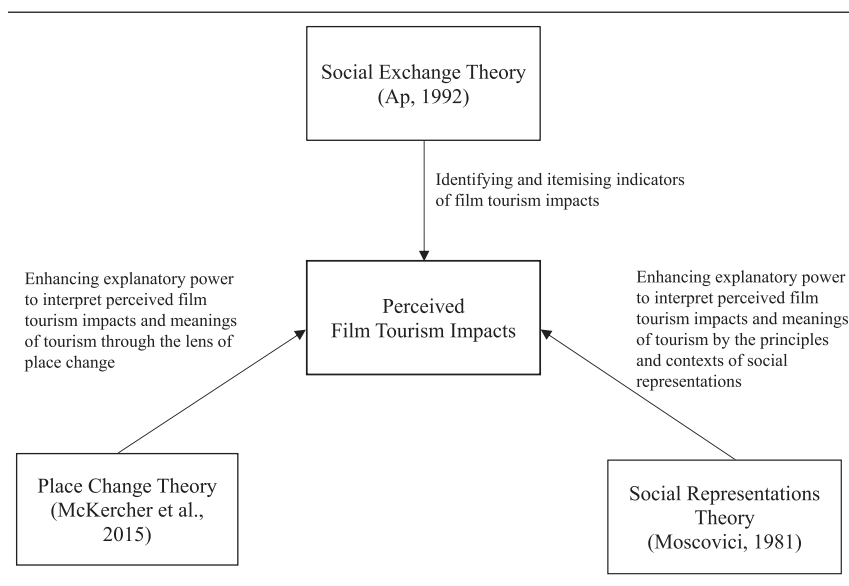 Social Exchange Theory
(Ap, 1992)
Identifying and itemising indicators
of film tourism impacts
Enhancing explanatory power
to interpret perceived film
tourism impacts and meanings
of tourism through the lens of
place change
Perceived
Film Tourism Impacts
Enhancing explanatory power
to interpret perceived film
tourism impacts and meanings
of tourism by the principles
and contexts of social
representations
Place Change Theory
(McKercher et al.,
2015)
Social Representations
Theory
(Moscovici, 1981)